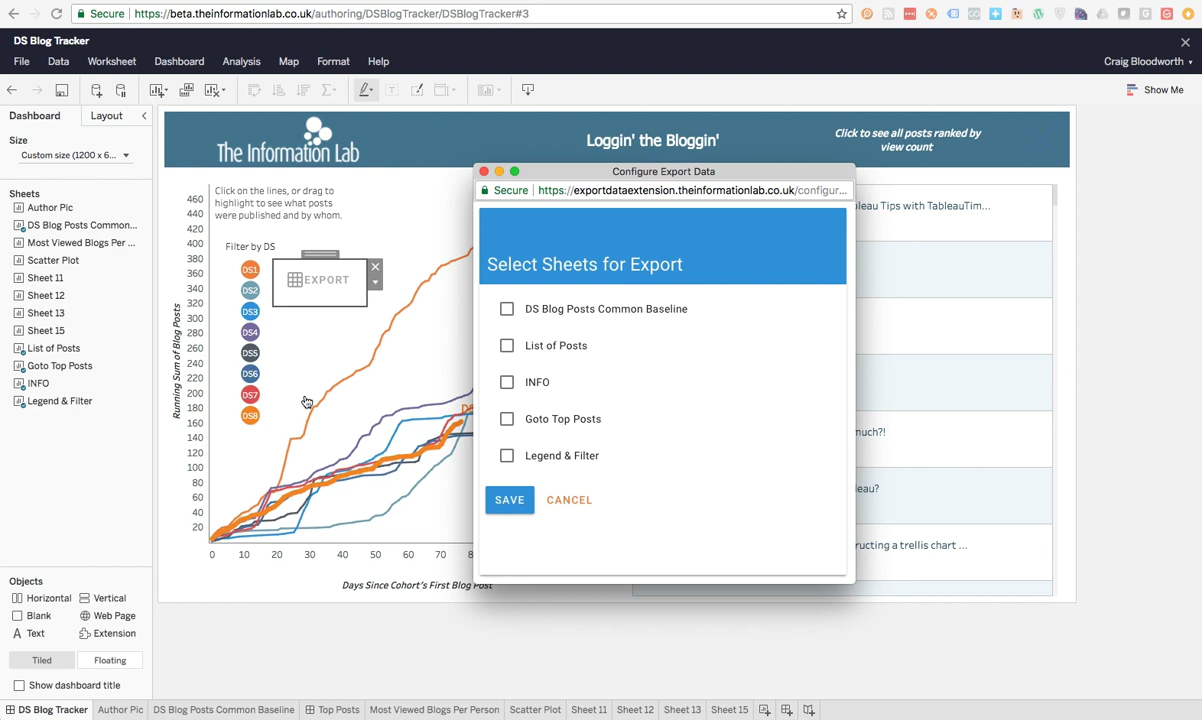 Secure | https://beta.theinformationlab.co.uk/authoring/DSBlogTracker/DSBlogTracker#3
DS Blog Tracker
File Data Worksheet Dashboard Analysis Map Format Help
Craig Bloodworth
Show Me
Dashboard Layout
Size
Custom size (1200 x 6...
Sheets
Author Pic
DS Blog Posts Common...
Most Viewed Blogs Per ...
Scatter Plot
Sheet 11
Sheet 12
Sheet 13
Sheet 15
List of Posts
Goto Top Posts
INFO
Legend & Filter
Objects
Horizontal Vertical
Blank Web Page
Text Extension
Tiled Floating
Show dashboard title
The Information Lab
Loggin' the Bloggin'
Click to see all posts ranked by
view count
Click on the lines, or drag to
highlight to see what posts
were published and by whom.
Filter by DS
DS1
DS2
DS3
DS4
DS5
DS6
DS7
DS8
EXPORT
Running Sum of Blog Posts
460
440
420
400
380
360
340
320
300
280
260
240
220
200
180
160
140
120
100
80
60
40
20
0 10 20 30 40 50 60 70 8
Days Since Cohort's First Blog Post
Configure Export Data
Secure | https://exportdataextension.theinformationlab.co.uk/configur...
Select Sheets for Export
DS Blog Posts Common Baseline
List of Posts
INFO
Goto Top Posts
Legend & Filter
SAVE CANCEL
leau Tips with TableauTim...
much?!
leau?
ructing a trellis chart ...
DS Blog Tracker Author Pic DS Blog Posts Common Baseline Top Posts Most Viewed Blogs Per Person Scatter Plot Sheet 11 Sheet 12 Sheet 13 Sheet 15